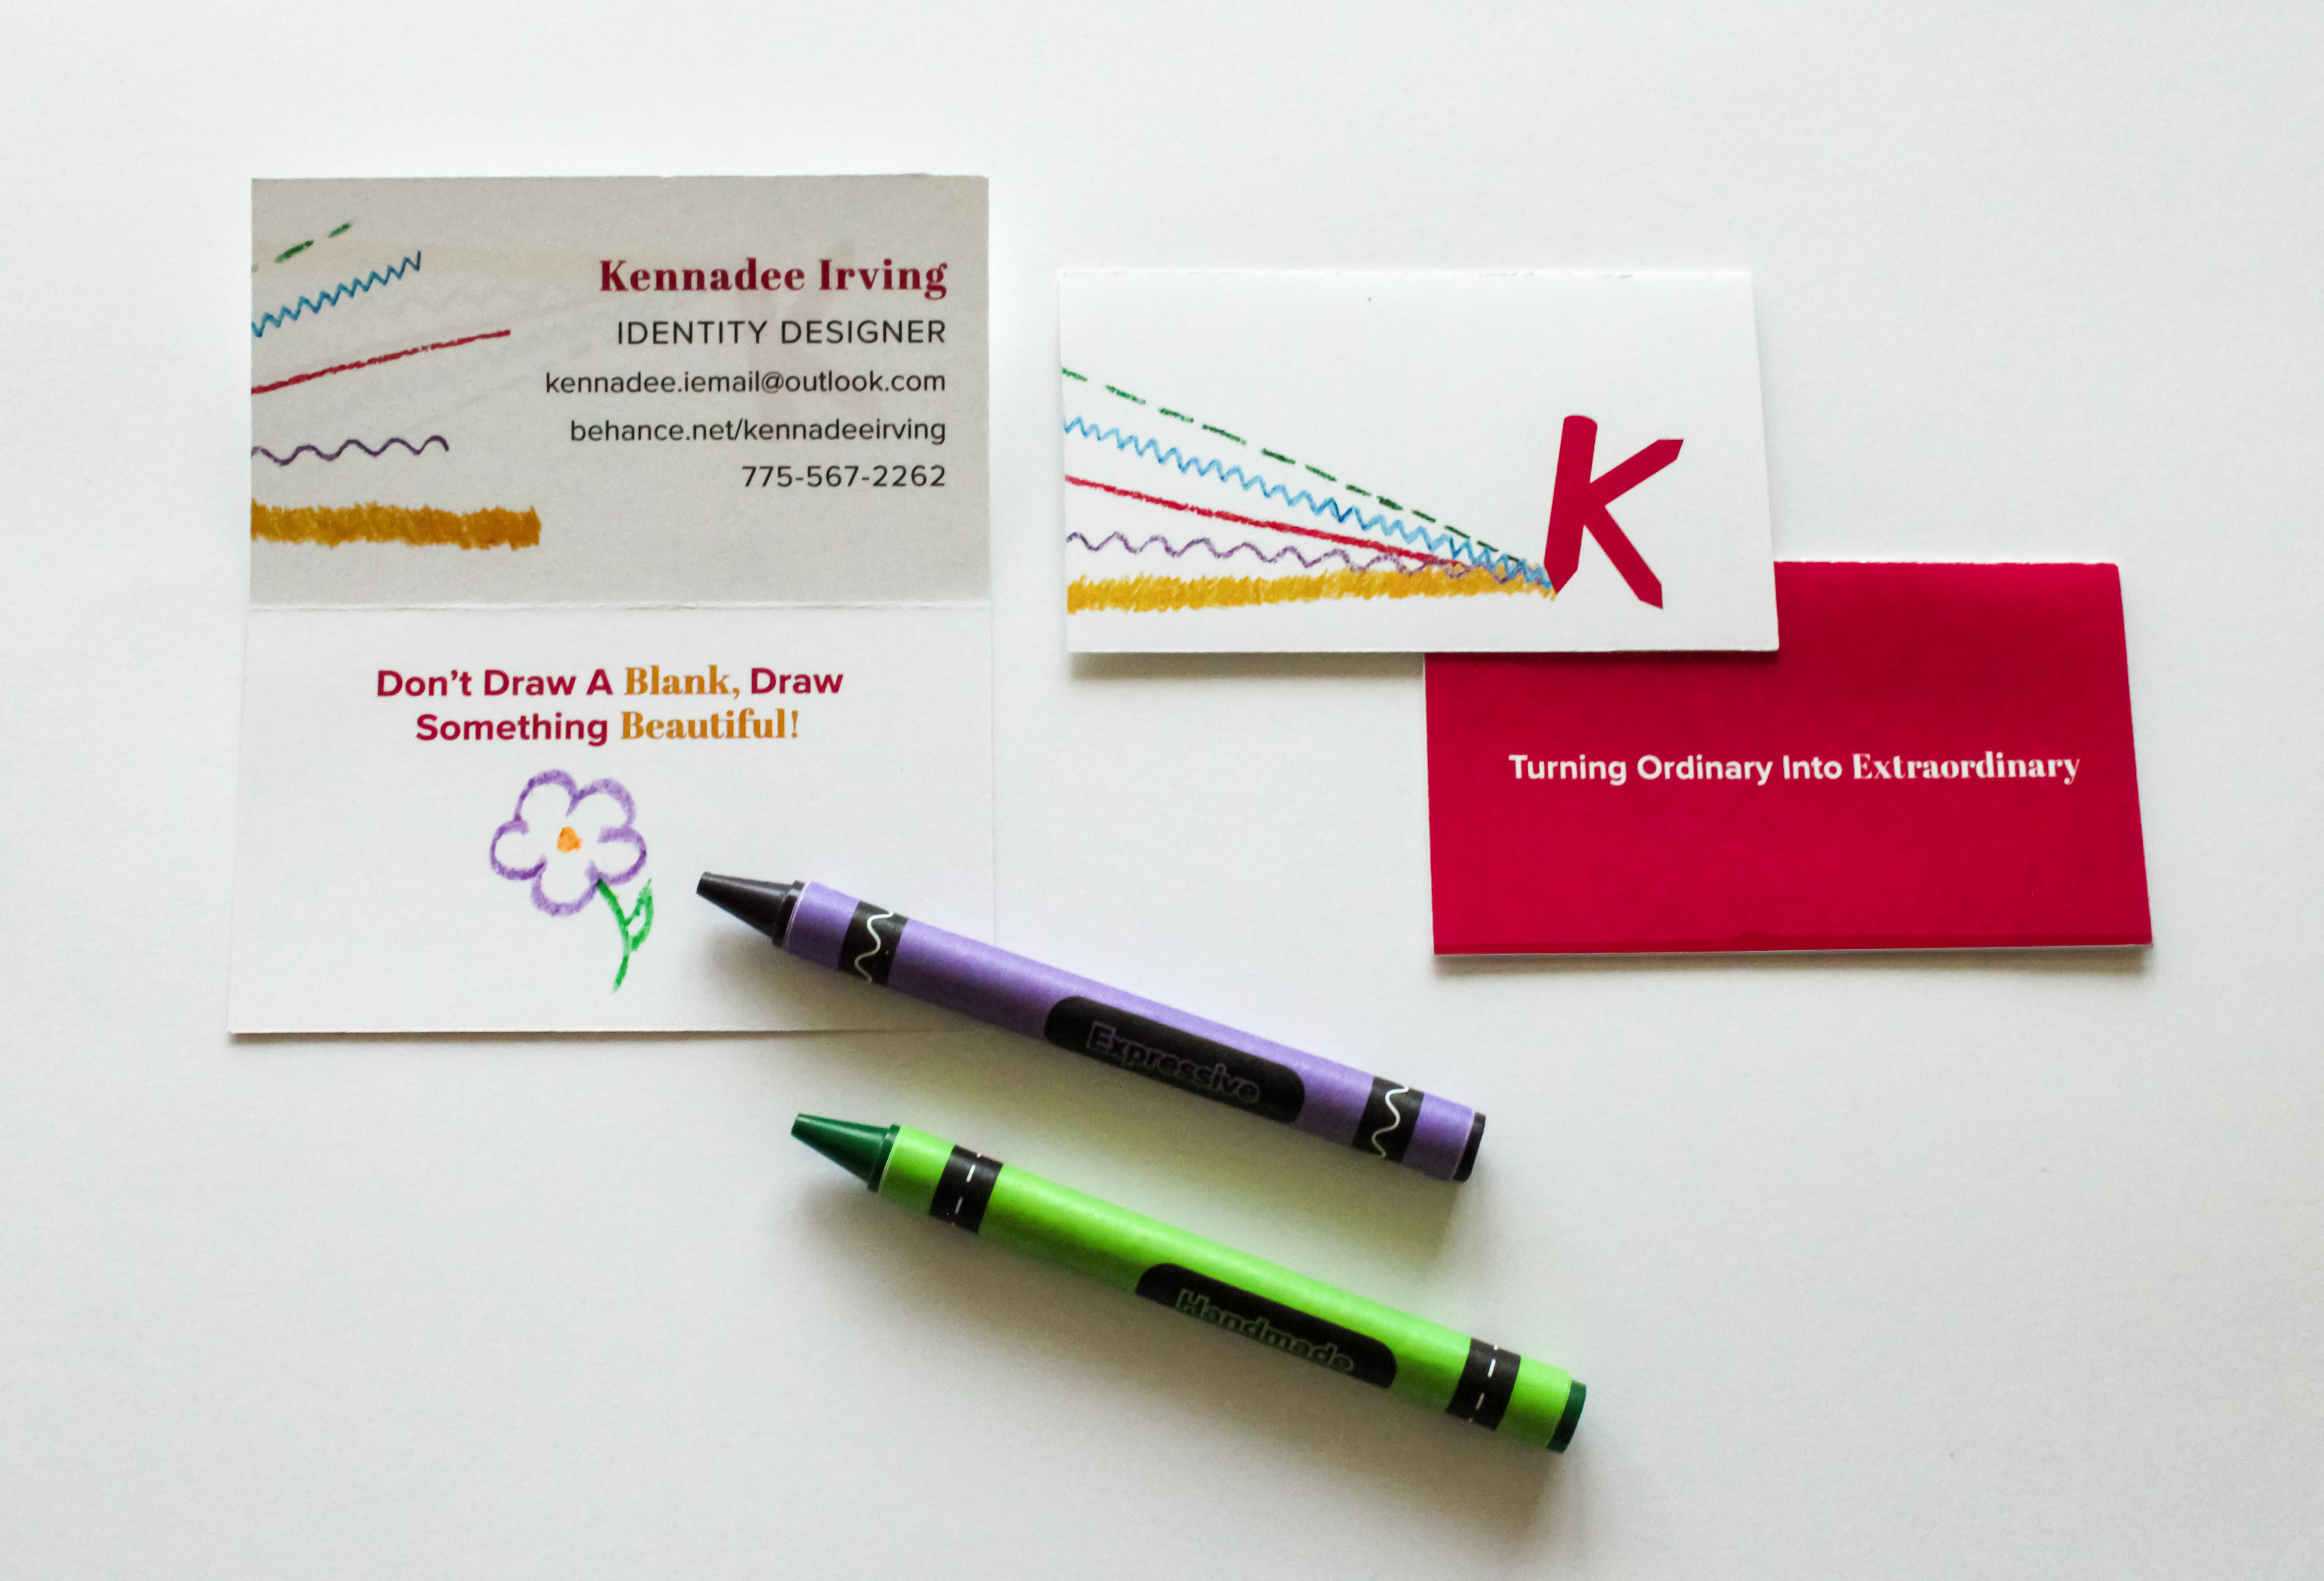 Kennadee Irving
IDENTITY DESIGNER
kennadee.iemail@outlook.com
behance.net/kennadeeirving
775-567-2262
Don't Draw A Blank, Draw
Something Beautiful!
K
Turning Ordinary Into Extraordinary
Expressive
Handmade